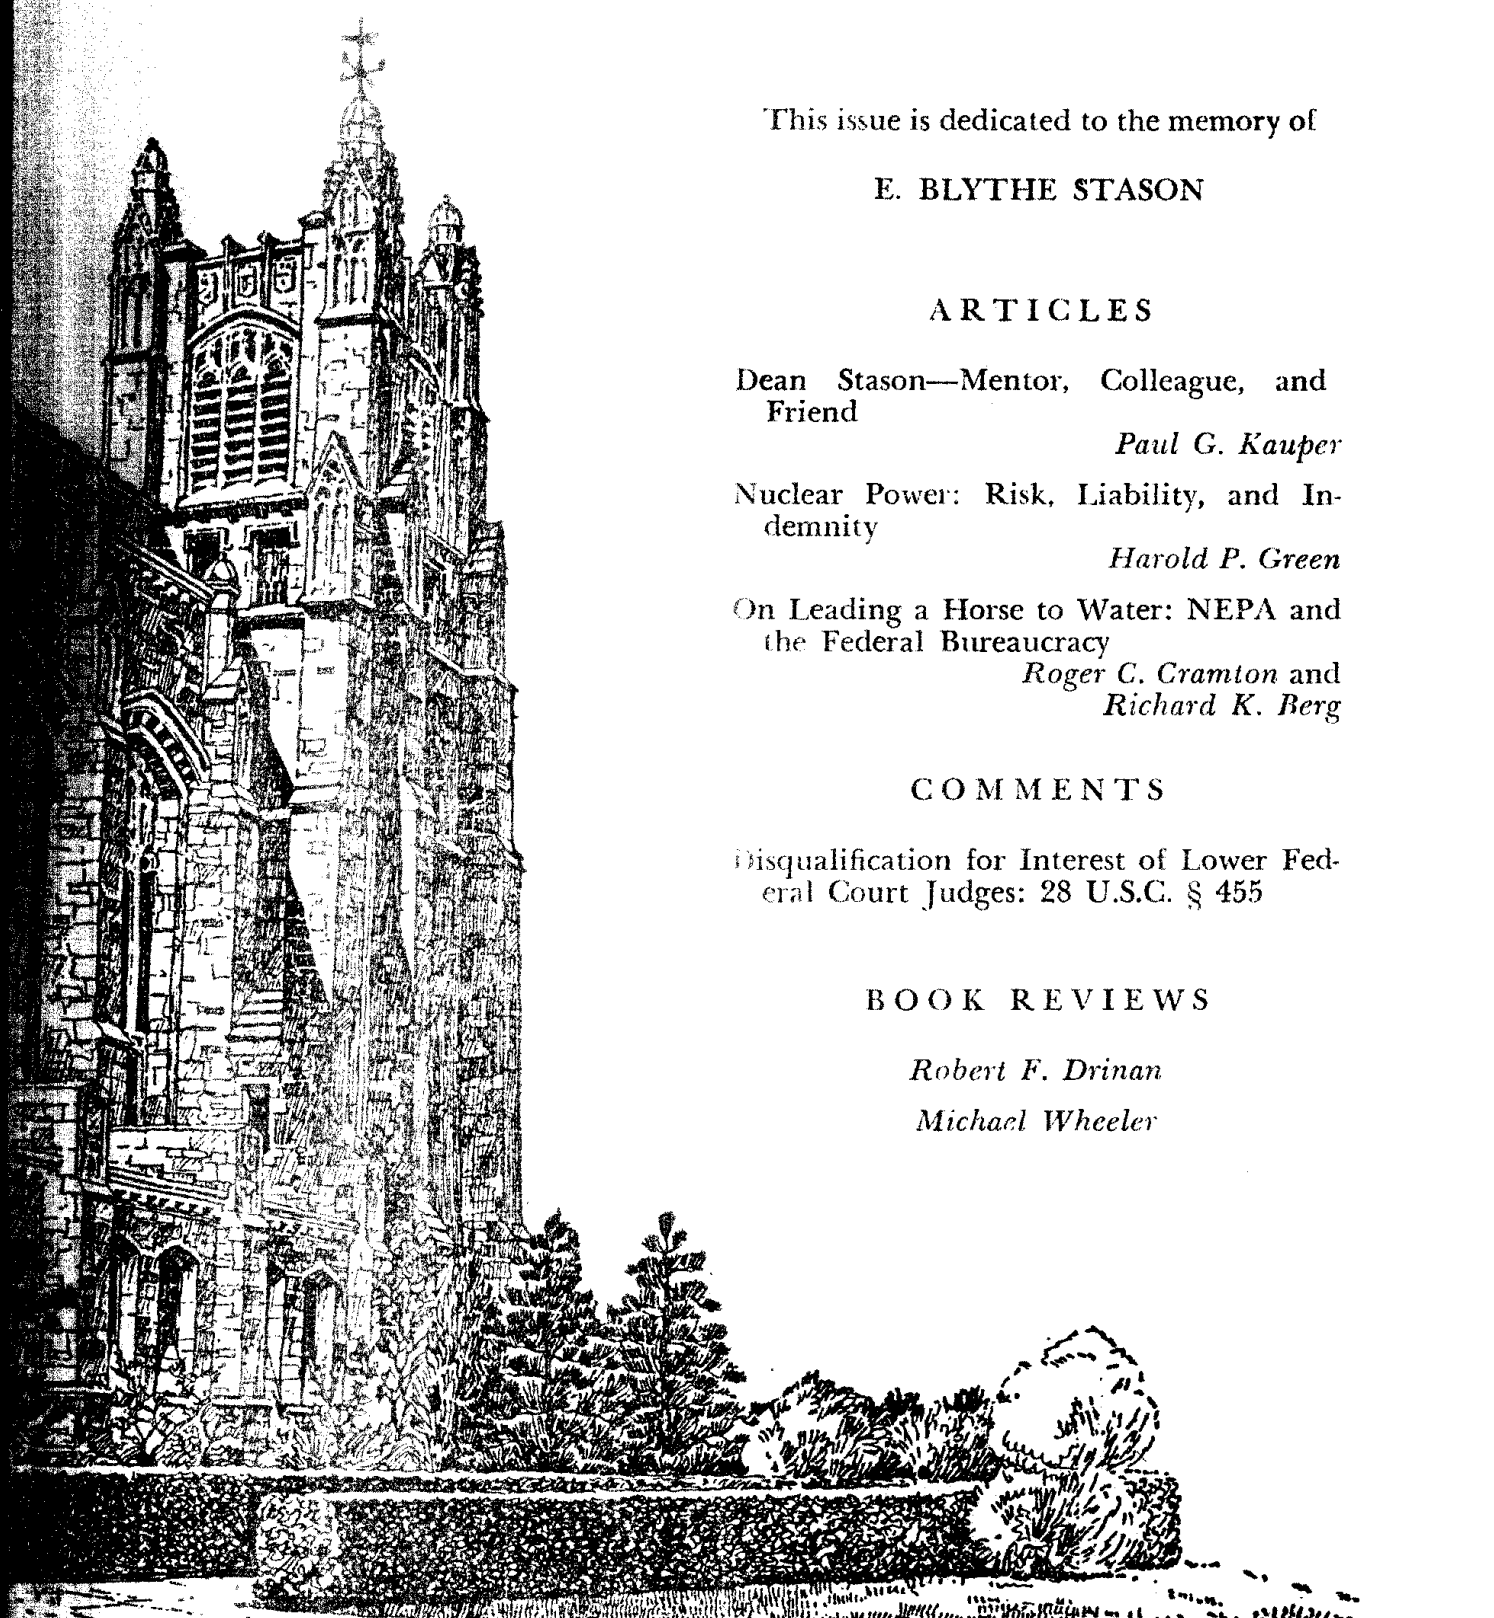 This issue is dedicated to the memory of
E. BLYTHE STASON
ARTICLES
Dean Stason—Mentor, Colleague, and
Friend
Paul G. Kauper
Nuclear Power: Risk, Liability, and In-
demnity
Harold P. Green
On Leading a Horse to Water: NEPA and
the Federal Bureaucracy
Roger C. Cramton and
Richard K. Berg
COMMENTS
Disqualification for Interest of Lower Fed-
eral Court Judges: 28 U.S.C. § 455
BOOK REVIEWS
Robert F. Drinan
Michael Wheeler